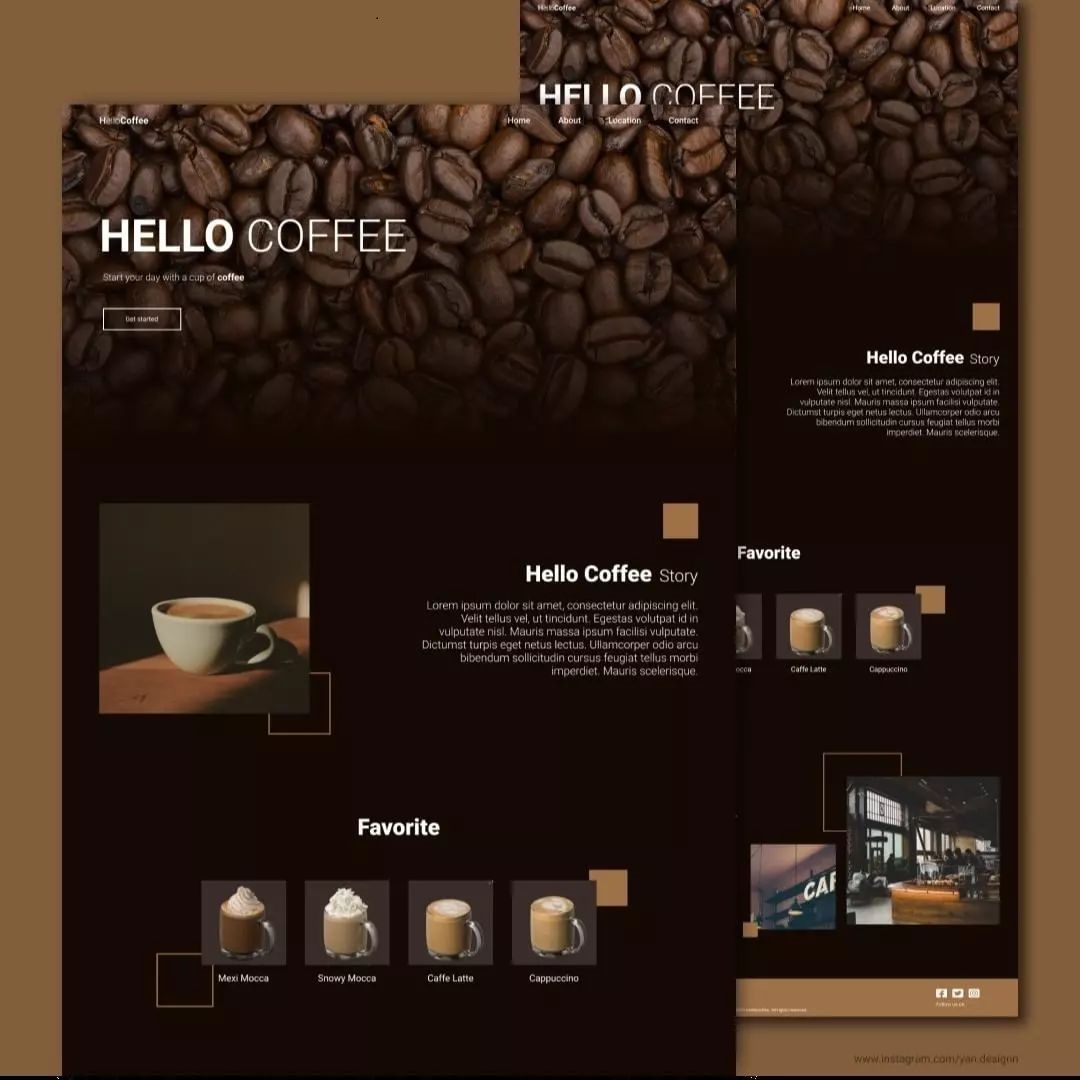 HelloCoffee
Home About Location Contact
HELLO COFFEE
Start your day with a cup of coffee
Get started
Hello Coffee Story
Lorem ipsum dolor sit amet, consectetur adipiscing elit.
Velit tellus vel, ut tincidunt. Egestas volutpat id in
vulputate nisl. Mauris massa ipsum facilisi vulputate.
Dictumst turpis eget netus lectus. Ullamcorper odio arcu
bibendum sollicitudin cursus feugiat tellus morbi
imperdiet. Mauris scelerisque.
Favorite
Mexi Mocca Snowy Mocca Caffe Latte Cappuccino
HelloCoffee
Home About Location Contact
HELLO COFFEE
Hello Coffee Story
Lorem ipsum dolor sit amet, consectetur adipiscing elit.
Velit tellus vel, ut tincidunt. Egestas volutpat id in
vulputate nisl. Mauris massa ipsum facilisi vulputate.
Dictumst turpis eget netus lectus. Ullamcorper odio arcu
bibendum sollicitudin cursus feugiat tellus morbi
imperdiet. Mauris scelerisque.
Favorite
occa Caffe Latte Cappuccino
CAF
Follow us on
www.instagram.com/yan.designn